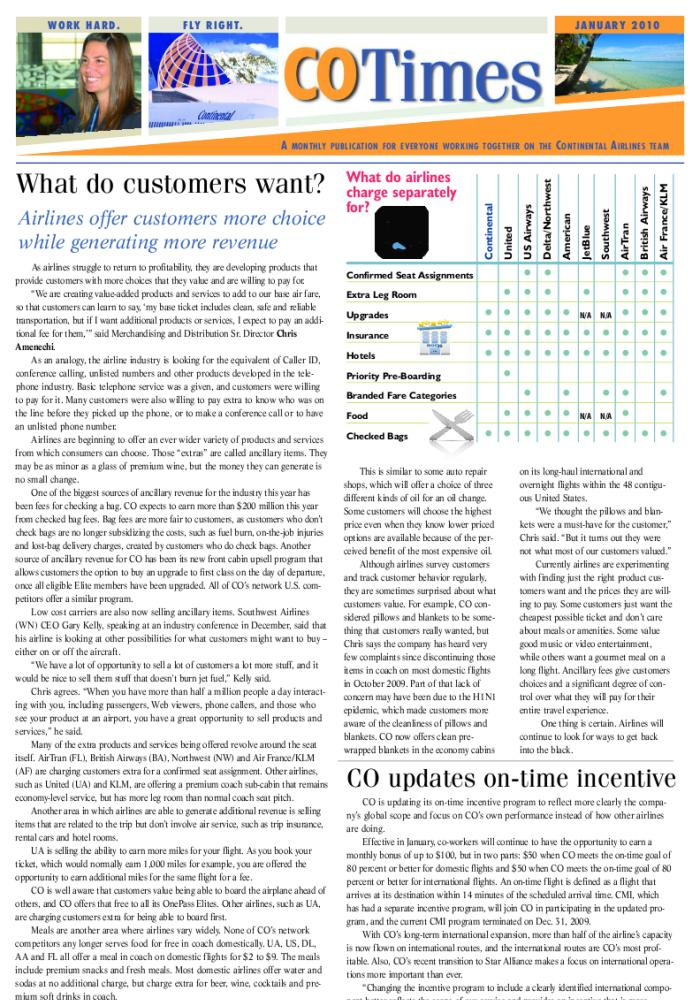 WORK HARD.
FLY RIGHT.
Continental
COTimes
JANUARY 2010
A MONTHLY PUBLICATION FOR EVERYONE WORKING TOGETHER ON THE CONTINENTAL AIRLINES TEAM
What do customers want?
Airlines offer customers more choice
while generating more revenue
As airlines struggle to return to profitability, they are developing products that
provide customers with more choices that they value and are willing to pay for.
“We are creating value-added products and services to add to our base air fare,
so that customers can learn to say, ‘my base ticket includes clean, safe and reliable
transportation, but if I want additional products or services, I expect to pay an addi-
tional fee for them,’” said Merchandising and Distribution Sr. Director Chris
Amenechi.
As an analogy, the airline industry is looking for the equivalent of Caller ID,
conference calling, unlisted numbers and other products developed in the tele-
phone industry. Basic telephone service was a given, and customers were willing
to pay for it. Many customers were also willing to pay extra to know who was on
the line before they picked up the phone, or to make a conference call or to have
an unlisted phone number.
Airlines are beginning to offer an ever wider variety of products and services
from which consumers can choose. Those “extras” are called ancillary items. They
may be as minor as a glass of premium wine, but the money they can generate is
no small change.
One of the biggest sources of ancillary revenue for the industry this year has
been fees for checking a bag. CO expects to earn more than $200 million this year
from checked bag fees. Bag fees are more fair to customers, as customers who don’t
check bags are no longer subsidizing the costs, such as fuel burn, on-the-job injuries
and lost-bag delivery charges, created by customers who do check bags. Another
source of ancillary revenue for CO has been its new front cabin upsell program that
allows customers the option to buy an upgrade to first class on the day of departure,
once all eligible Elite members have been upgraded. All of CO’s network U.S. com-
petitors offer a similar program.
Low cost carriers are also now selling ancillary items. Southwest Airlines
(WN) CEO Gary Kelly, speaking at an industry conference in December, said that
his airline is looking at other possibilities for what customers might want to buy –
either on or off the aircraft.
“We have a lot of opportunity to sell a lot of customers a lot more stuff, and it
would be nice to sell them stuff that doesn’t burn jet fuel,” Kelly said.
Chris agrees. “When you have more than half a million people a day interact-
ing with you, including passengers, Web viewers, phone callers, and those who
see your product at an airport, you have a great opportunity to sell products and
services,” he said.
Many of the extra products and services being offered revolve around the seat
itself. AirTran (FL), British Airways (BA), Northwest (NW) and Air France/KLM
(AF) are charging customers extra for a confirmed seat assignment. Other airlines,
such as United (UA) and KLM, are offering a premium coach sub-cabin that remains
economy-level service, but has more leg room than normal coach seat pitch.
Another area in which airlines are able to generate additional revenue is selling
items that are related to the trip but don’t involve air service, such as trip insurance,
rental cars and hotel rooms.
UA is selling the ability to earn more miles for your flight. As you book your
ticket, which would normally earn 1,000 miles for example, you are offered the
opportunity to earn additional miles for the same flight for a fee.
CO is well aware that customers value being able to board the airplane ahead of
others, and CO offers that free to all its OnePass Elites. Other airlines, such as UA,
are charging customers extra for being able to board first.
Meals are another area where airlines vary widely. None of CO’s network
competitors any longer serves food for free in coach domestically. UA, US, DL,
AA and FL all offer a meal in coach on domestic flights for $2 to $9. The meals
include premium snacks and fresh meals. Most domestic airlines offer water and
sodas at no additional charge, but charge extra for beer, wine, cocktails and pre-
mium soft drinks in coach.
What do airlines
charge separately
for?
Continental
United
US Airways
Delta/Northwest
American
JetBlue
Southwest
AirTran
British Airways
Air France/KLM
Confirmed Seat Assignments
Extra Leg Room
Upgrades N/A N/A
Insurance
Hotels
Priority Pre-Boarding
Branded Fare Categories
Food N/A N/A
Checked Bags
This is similar to some auto repair
shops, which will offer a choice of three
different kinds of oil for an oil change.
Some customers will choose the highest
price even when they know lower priced
options are available because of the per-
ceived benefit of the most expensive oil.
Although airlines survey customers
and track customer behavior regularly,
they are sometimes surprised about what
customers value. For example, CO con-
sidered pillows and blankets to be some-
thing that customers really wanted, but
Chris says the company has heard very
few complaints since discontinuing those
items in coach on most domestic flights
in October 2009. Part of that lack of
concern may have been due to the H1N1
epidemic, which made customers more
aware of the cleanliness of pillows and
blankets. CO now offers clean pre-
wrapped blankets in the economy cabins
on its long-haul international and
overnight flights within the 48 contigu-
ous United States.
“We thought the pillows and blan-
kets were a must-have for the customer,”
Chris said. “But it turns out they were
not what most of our customers valued.”
Currently airlines are experimenting
with finding just the right product cus-
tomers want and the prices they are will-
ing to pay. Some customers just want the
cheapest possible ticket and don’t care
about meals or amenities. Some value
good music or video entertainment,
while others want a gourmet meal on a
long flight. Ancillary fees give customers
choices and a significant degree of con-
trol over what they will pay for their
entire travel experience.
One thing is certain. Airlines will
continue to look for ways to get back
into the black.
CO updates on-time incentive
CO is updating its on-time incentive program to reflect more clearly the compa-
ny’s global scope and focus on CO’s own performance instead of how other airlines
are doing.
Effective in January, co-workers will continue to have the opportunity to earn a
monthly bonus of up to $100, but in two parts: $50 when CO meets the on-time goal of
80 percent or better for domestic flights and $50 when CO meets the on-time goal of 80
percent or better for international flights. An on-time flight is defined as a flight that
arrives at its destination within 14 minutes of the scheduled arrival time. CMI, which
has had a separate incentive program, will join CO in participating in the updated pro-
gram, and the current CMI program terminated on Dec. 31, 2009.
With CO’s long-term international expansion, more than half of the airline’s capacity
is now flown on international routes, and the international routes are CO’s most prof-
itable. Also, CO’s recent transition to Star Alliance makes a focus on international opera-
tions more important than ever.
“Changing the incentive program to include a clearly identified international compo-